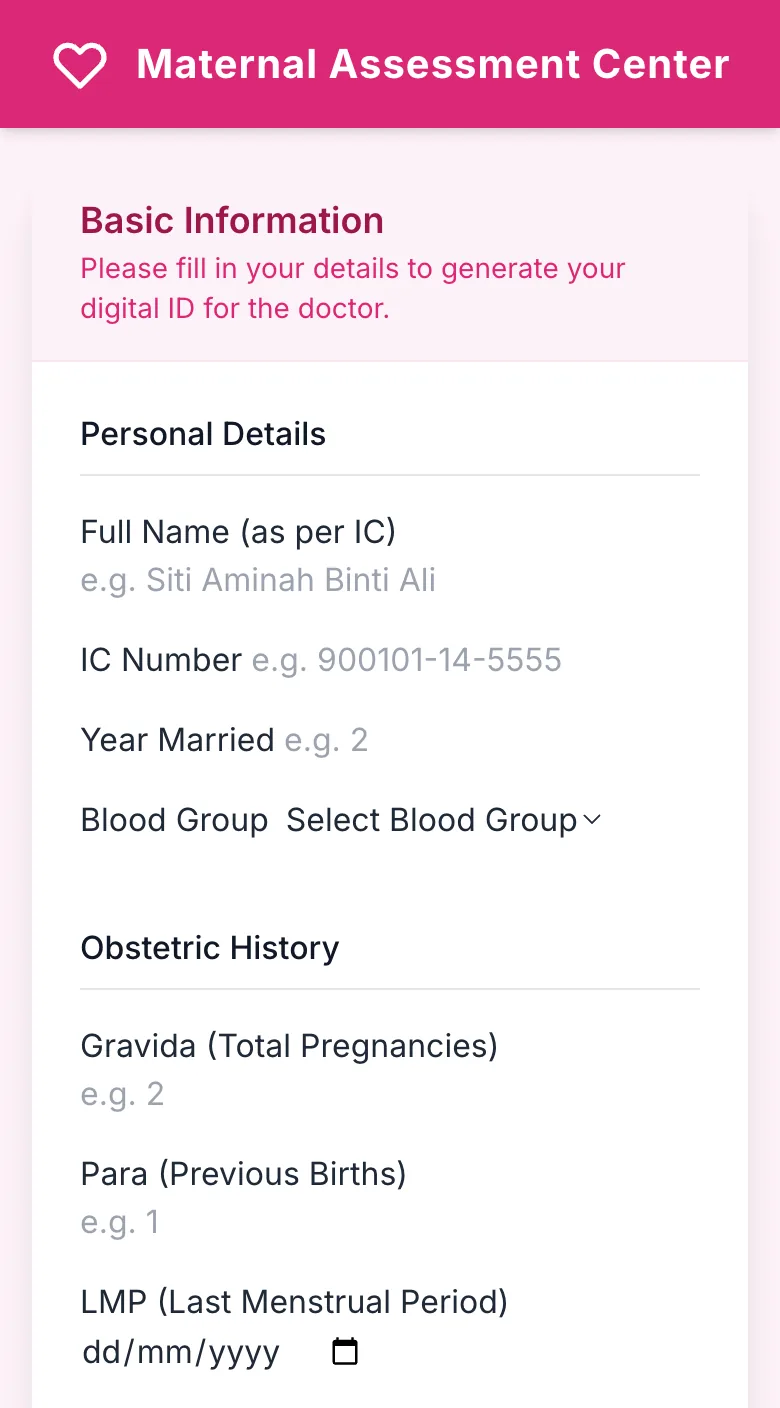 Maternal Assessment Center
Basic Information
Please fill in your details to generate your
digital ID for the doctor.
Personal Details
Full Name (as per IC)
e.g. Siti Aminah Binti Ali
IC Number e.g. 900101-14-5555
Year Married e.g. 2
Blood Group Select Blood Group
Obstetric History
Gravida (Total Pregnancies)
e.g. 2
Para (Previous Births)
e.g. 1
LMP (Last Menstrual Period)
dd/mm/yyyy